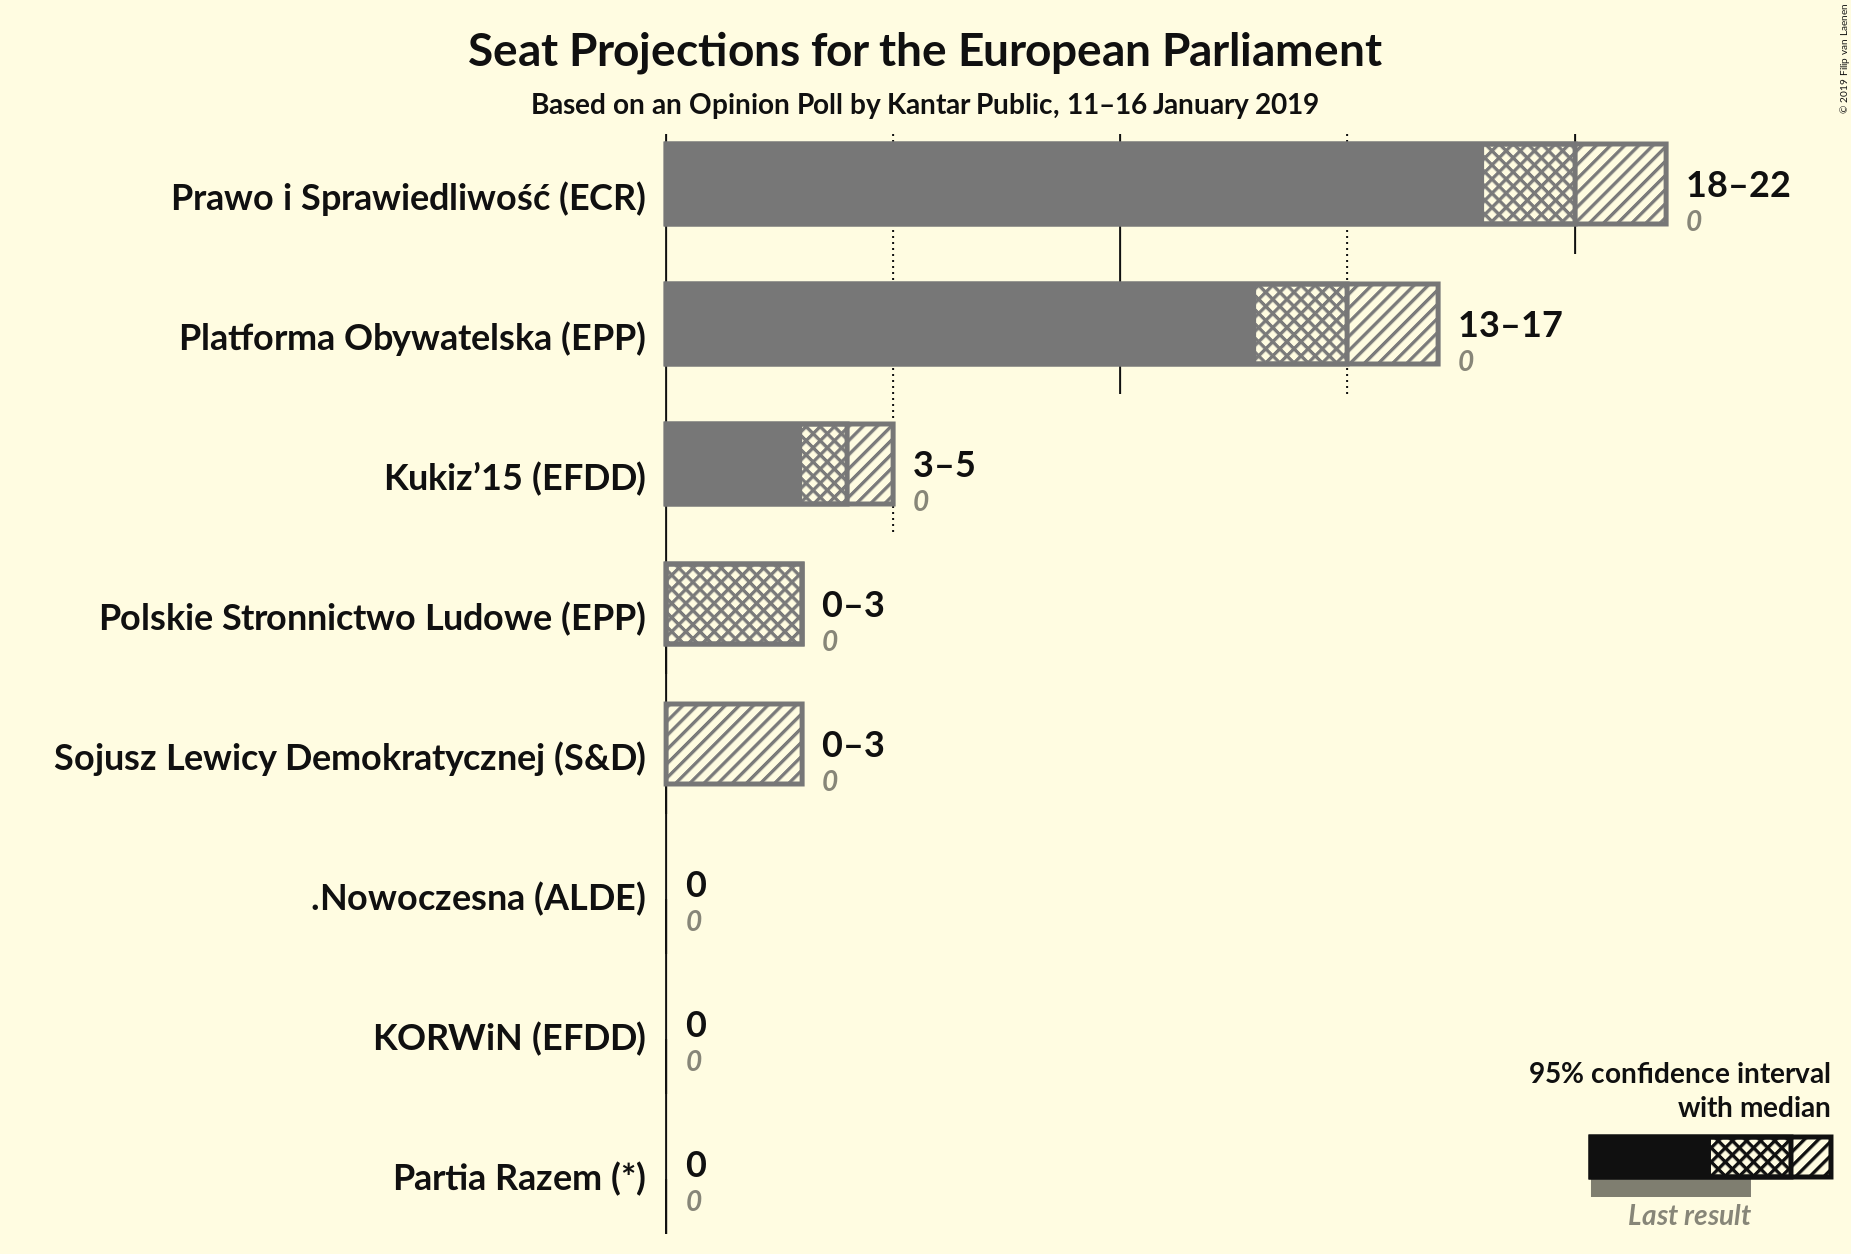 Seat Projections for the European Parliament
Based on an Opinion Poll by Kantar Public, 11–16 January 2019
© 2019 Filip van Laenen
Prawo i Sprawiedliwość (ECR)
18–22
0
Platforma Obywatelska (EPP)
13–17
0
Kukiz’15 (EFDD)
3–5
0
Polskie Stronnictwo Ludowe (EPP)
0–3
0
Sojusz Lewicy Demokratycznej (S&D)
0–3
0
.Nowoczesna (ALDE)
0
0
KORWiN (EFDD)
0
0
Partia Razem (*)
0
0
95% confidence interval
with median
Last result